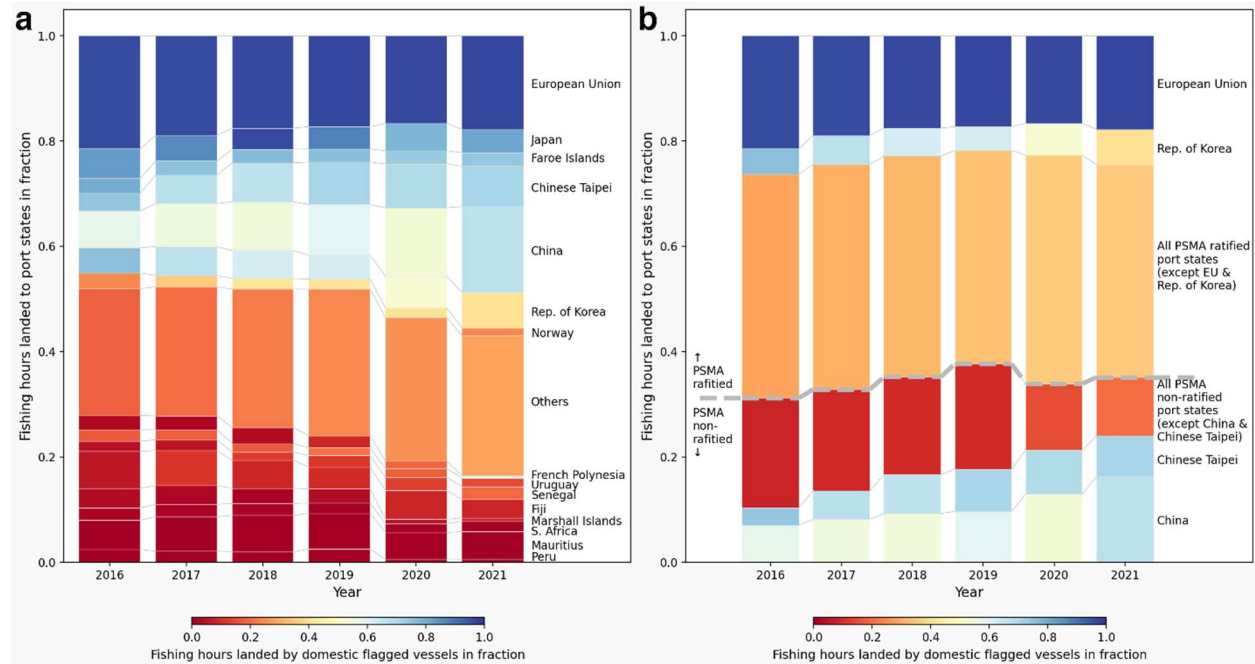 a
Fishing hours landed to port states in fraction
1.0
0.8
0.6
0.4
0.2
0.0
European Union
Japan
Faroe Islands
Chinese Taipei
China
Rep. of Korea
Norway
Others
French Polynesia
Uruguay
Senegal
Fiji
Marshall Islands
S. Africa
Mauritius
Peru
2016 2017 2018 2019 2020 2021
Year
0.0 0.2 0.4 0.6 0.8 1.0
Fishing hours landed by domestic flagged vessels in fraction
b
Fishing hours landed to port states in fraction
1.0
0.8
0.6
0.4
0.2
0.0
↑
PSMA
rafitied
PSMA
non-
rafitied
↓
European Union
Rep. of Korea
All PSMA ratified
port states
(except EU &
Rep. of Korea)
All PSMA
non-ratified
port states
(except China &
Chinese Taipei)
Chinese Taipei
China
2016 2017 2018 2019 2020 2021
Year
0.0 0.2 0.4 0.6 0.8 1.0
Fishing hours landed by domestic flagged vessels in fraction